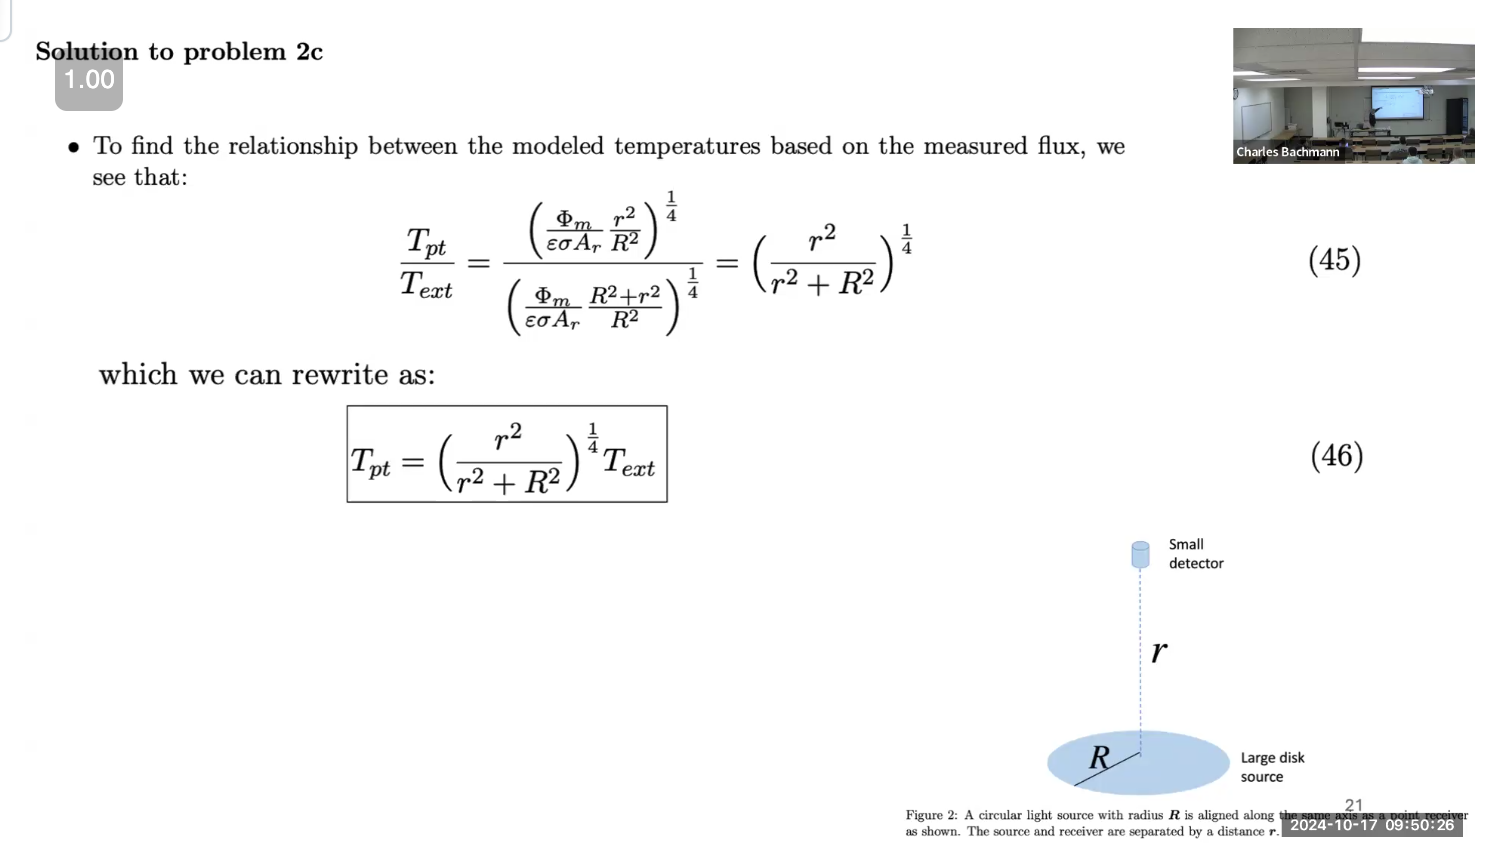 Solution to problem 2c
1.00
• To find the relationship between the modeled temperatures based on the measured flux, we
see that:
\frac{T_{pt}}{T_{ext}} = \frac{\left(\frac{\Phi_m}{\varepsilon\sigma A_r}\frac{r^2}{R^2}\right)^{\frac{1}{4}}}{\left(\frac{\Phi_m}{\varepsilon\sigma A_r}\frac{R^2+r^2}{R^2}\right)^{\frac{1}{4}}} = \left(\frac{r^2}{r^2+R^2}\right)^{\frac{1}{4}} (45)
which we can rewrite as:
T_{pt} = \left(\frac{r^2}{r^2+R^2}\right)^{\frac{1}{4}} T_{ext} (46)
Charles Bachmann
Small
detector
r
R
Large disk
source
21
Figure 2: A circular light source with radius R is aligned along the same axis as a point receiver
as shown. The source and receiver are separated by a distance r.
2024-10-17 09:50:26